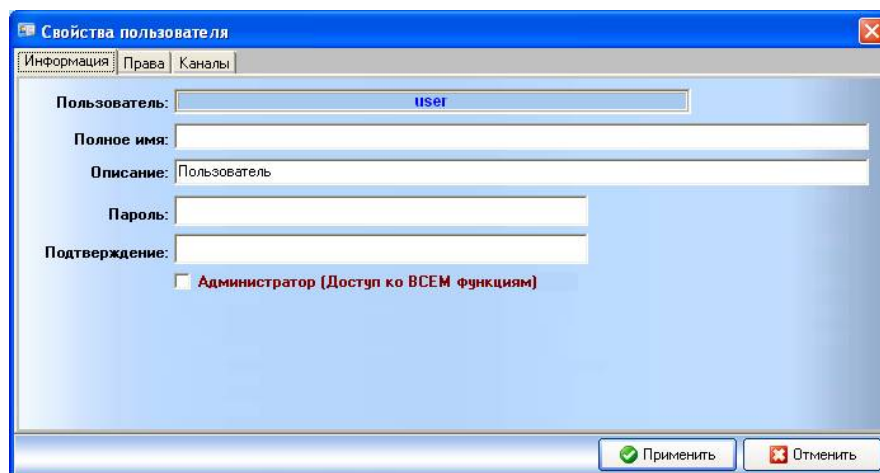 Свойства пользователя
Информация Права Каналы
Пользователь: user
Полное имя:
Описание: Пользователь
Пароль:
Подтверждение:
Администратор (Доступ ко ВСЕМ функциям)
Применить Отменить